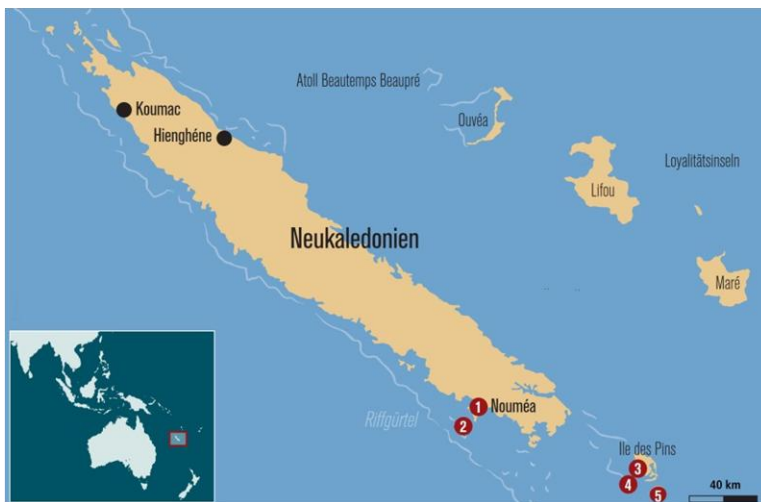 Atoll Beautemps Beaupré
Koumac
Ouvéa
Hienghéne
Loyalitätsinseln
Lifou
Neukaledonien
Maré
1 Nouméa
Riffgürtel
2
Ile des Pins
3
4
5
40 km